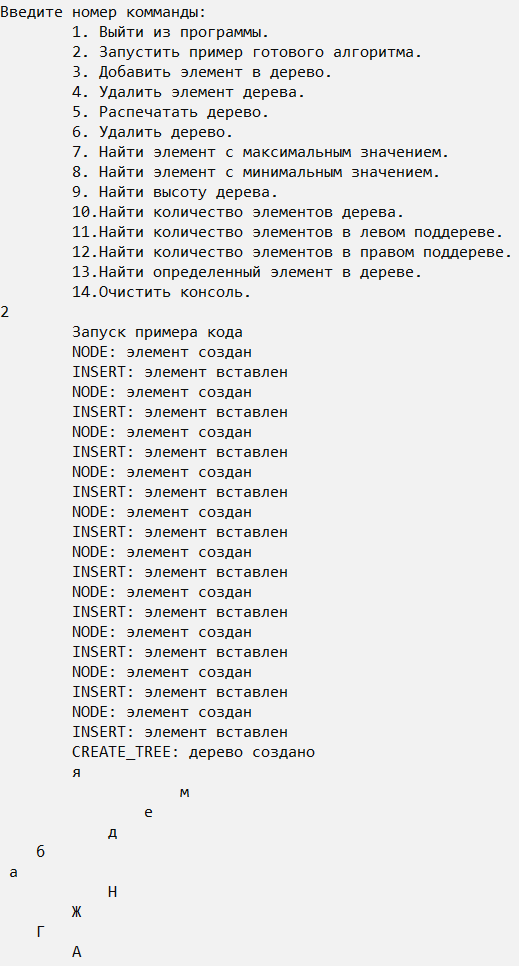 Введите номер комманды:
1. Выйти из программы.
2. Запустить пример готового алгоритма.
3. Добавить элемент в дерево.
4. Удалить элемент дерева.
5. Распечатать дерево.
6. Удалить дерево.
7. Найти элемент с максимальным значением.
8. Найти элемент с минимальным значением.
9. Найти высоту дерева.
10.Найти количество элементов дерева.
11.Найти количество элементов в левом поддереве.
12.Найти количество элементов в правом поддереве.
13.Найти определенный элемент в дереве.
14.Очистить консоль.
2
Запуск примера кода
NODE: элемент создан
INSERT: элемент вставлен
NODE: элемент создан
INSERT: элемент вставлен
NODE: элемент создан
INSERT: элемент вставлен
NODE: элемент создан
INSERT: элемент вставлен
NODE: элемент создан
INSERT: элемент вставлен
NODE: элемент создан
INSERT: элемент вставлен
NODE: элемент создан
INSERT: элемент вставлен
NODE: элемент создан
INSERT: элемент вставлен
NODE: элемент создан
INSERT: элемент вставлен
NODE: элемент создан
INSERT: элемент вставлен
CREATE_TREE: дерево создано
я
м
е
д
б
а
Н
Ж
Г
А